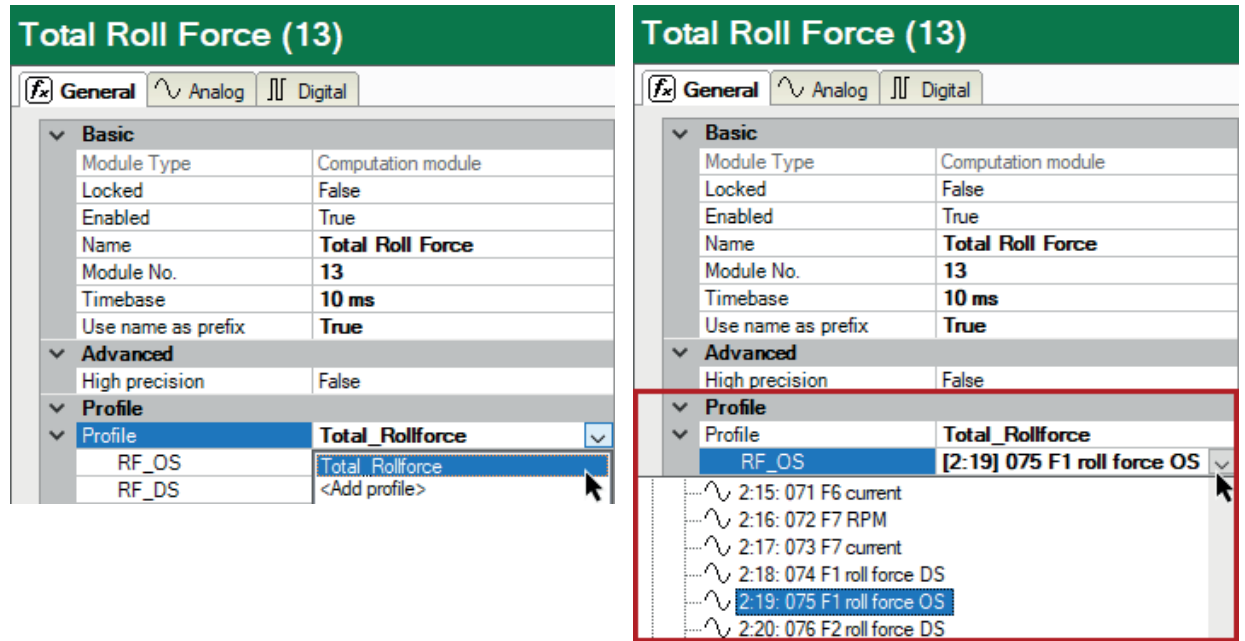 Total Roll Force (13)
General Analog Digital
Basic
Module Type Computation module
Locked False
Enabled True
Name Total Roll Force
Module No. 13
Timebase 10 ms
Use name as prefix True
Advanced
High precision False
Profile
Profile Total_Rollforce
RF_OS Total_Rollforce
RF_DS <Add profile>
Total Roll Force (13)
General Analog Digital
Basic
Module Type Computation module
Locked False
Enabled True
Name Total Roll Force
Module No. 13
Timebase 10 ms
Use name as prefix True
Advanced
High precision False
Profile
Profile Total_Rollforce
RF_OS [2:19] 075 F1 roll force OS
2:15: 071 F6 current
2:16: 072 F7 RPM
2:17: 073 F7 current
2:18: 074 F1 roll force DS
2:19: 075 F1 roll force OS
2:20: 076 F2 roll force DS